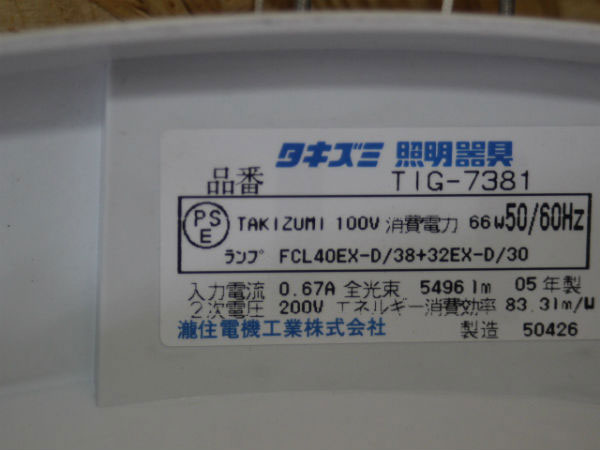 タキズミ 照明器具
品番 TIG-7381
PSE TAKIZUMI 100V 消費電力 66W 50/60Hz
ランプ FCL40EX-D/38+32EX-D/30
入力電流 0.67A 全光束 5496lm 05年製
2次電圧 200V エネルギー消費効率 83.3lm/W
瀧住電機工業株式会社 製造 50426